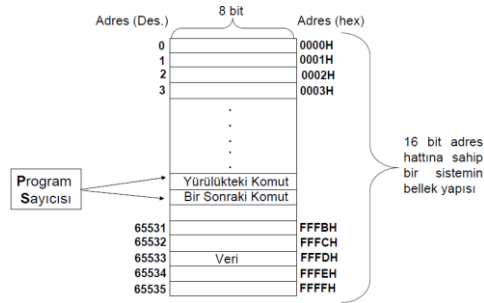 8 bit
Adres (Des.) Adres (hex)
0 0000H
1 0001H
2 0002H
3 0003H
16 bit adres
hattına sahip
bir sistemin
bellek yapısı
Program
Sayıcısı
Yürülükteki Komut
Bir Sonraki Komut
65531 FFFBH
65532 FFFCH
65533 Veri FFFDH
65534 FFFEH
65535 FFFFH